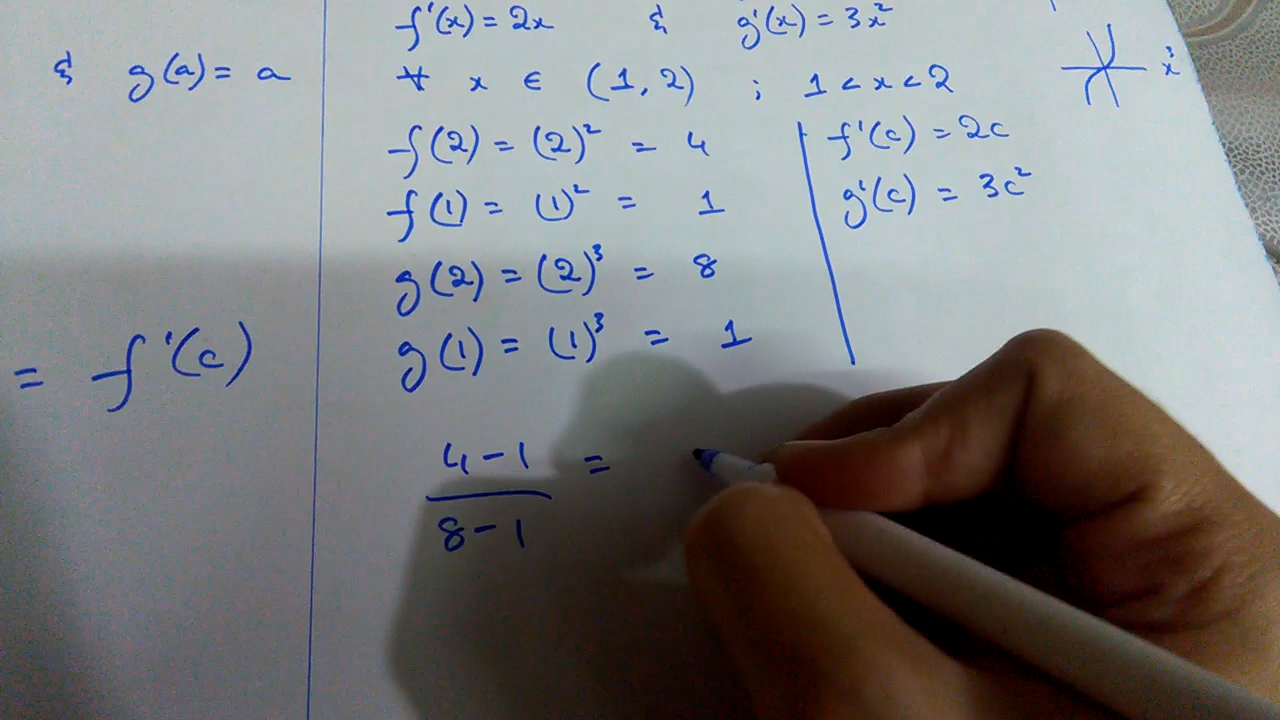 & g(a) = a
= f'(c)
f'(x) = 2x & g'(x) = 3x²
∀ x ∈ (1, 2) ; 1 < x < 2
f(2) = (2)² = 4
f(1) = (1)² = 1
g(2) = (2)³ = 8
g(1) = (1)³ = 1
f'(c) = 2c
g'(c) = 3c²
x³
4 - 1 =
8 - 1